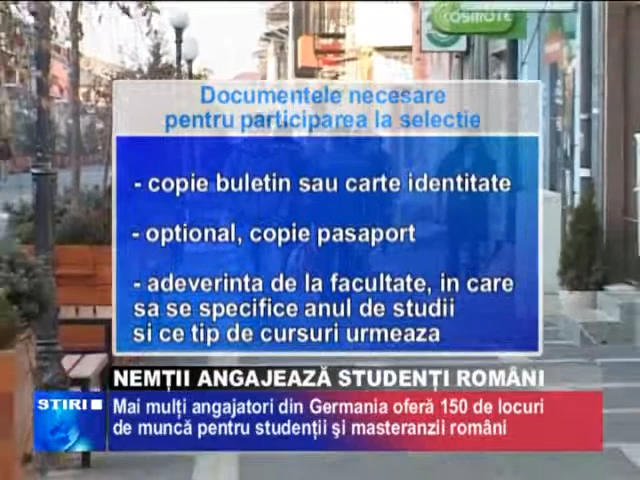 COSMOTE
Documentele necesare
pentru participarea la selectie
- copie buletin sau carte identitate
- optional, copie pasaport
- adeverinta de la facultate, in care
sa se specifice anul de studii
si ce tip de cursuri urmeaza
NEMȚII ANGAJEAZĂ STUDENȚI ROMÂNI
STIRI
Mai mulți angajatori din Germania oferă 150 de locuri
de muncă pentru studenții şi masteranzii români